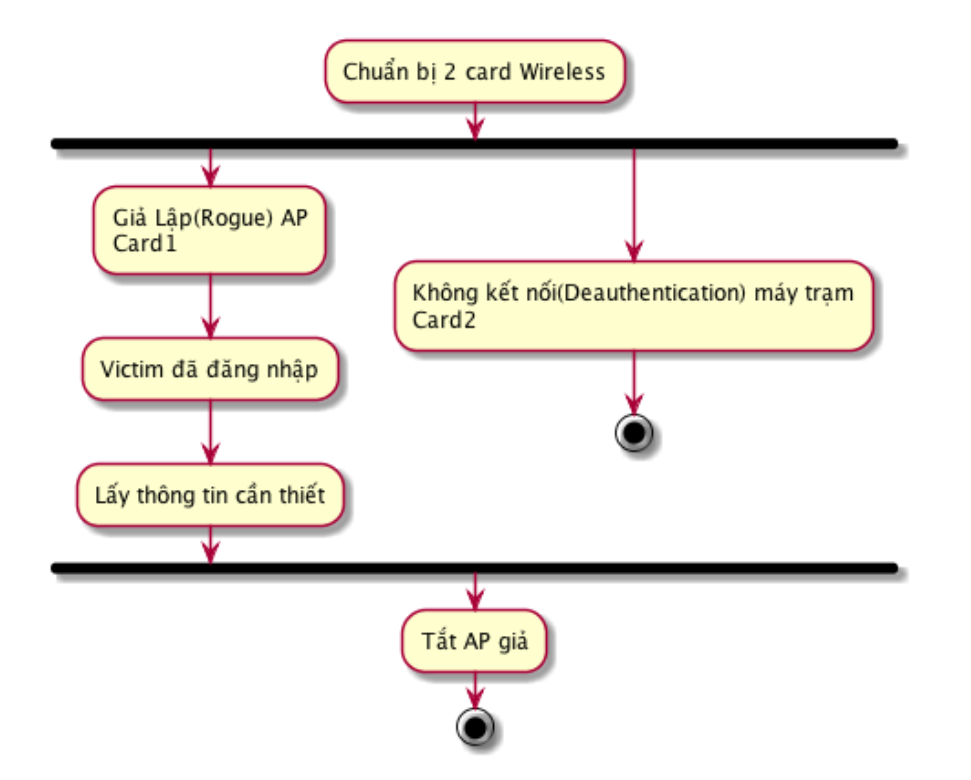 Chuẩn bị 2 card Wireless
Giả Lập(Rogue) AP
Card1
Không kết nối(Deauthentication) máy trạm
Card2
Victim đã đăng nhập
Lấy thông tin cần thiết
Tắt AP giả